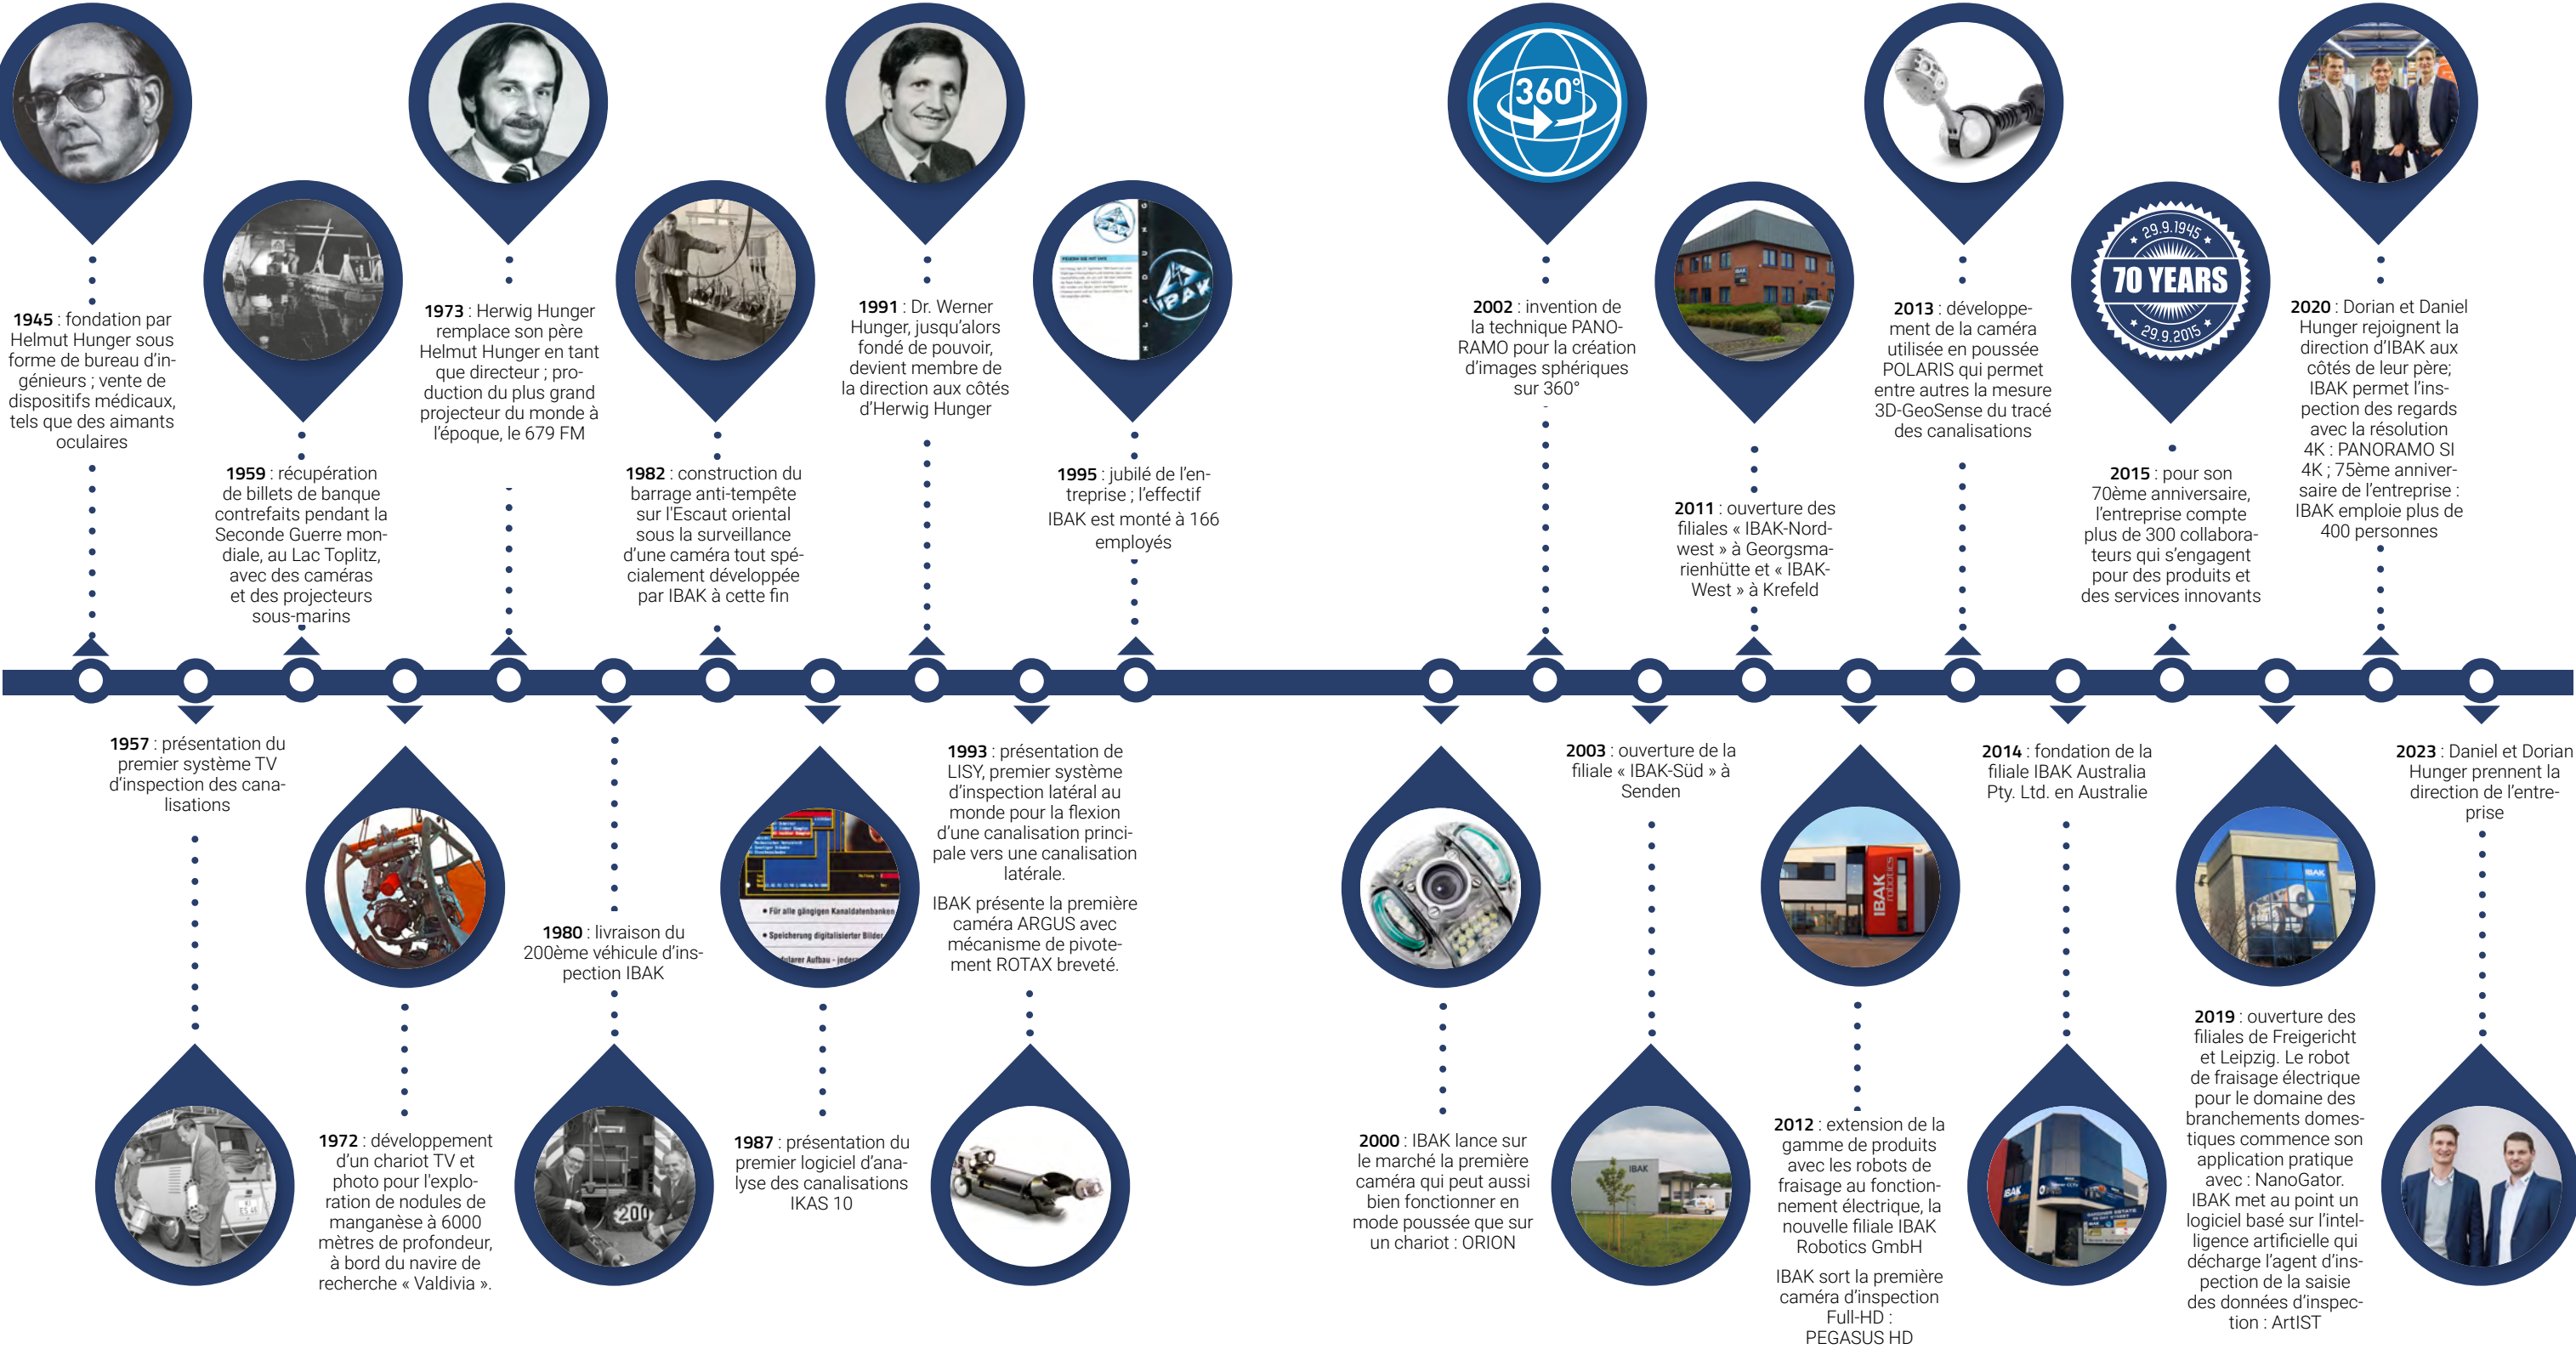 1945 : fondation par
Helmut Hunger sous
forme de bureau d'in-
génieurs ; vente de
dispositifs médicaux,
tels que des aimants
oculaires
1957 : présentation du
premier système TV
d'inspection des cana-
lisations
1959 : récupération
de billets de banque
contrefaits pendant la
Seconde Guerre mon-
diale, au Lac Toplitz,
avec des caméras
et des projecteurs
sous-marins
1972 : développement
d'un chariot TV et
photo pour l'explo-
ration de nodules de
manganèse à 6000
mètres de profondeur,
à bord du navire de
recherche « Valdivia ».
1973 : Herwig Hunger
remplace son père
Helmut Hunger en tant
que directeur ; pro-
duction du plus grand
projecteur du monde à
l'époque, le 679 FM
1980 : livraison du
200ème véhicule d'ins-
pection IBAK
200
1982 : construction du
barrage anti-tempête
sur l'Escaut oriental
sous la surveillance
d'une caméra tout spé-
cialement développée
par IBAK à cette fin
• Für alle gängigen Kanaldatenbanken
• Speicherung digitalisierter Bilder
1987 : présentation du
premier logiciel d'ana-
lyse des canalisations
IKAS 10
1991 : Dr. Werner
Hunger, jusqu'alors
fondé de pouvoir,
devient membre de
la direction aux côtés
d'Herwig Hunger
1993 : présentation de
LISY, premier système
d'inspection latéral au
monde pour la flexion
d'une canalisation princi-
pale vers une canalisation
latérale.
IBAK présente la première
caméra ARGUS avec
mécanisme de pivote-
ment ROTAX breveté.
IBAK
1995 : jubilé de l'en-
treprise ; l'effectif
IBAK est monté à 166
employés
2000 : IBAK lance sur
le marché la première
caméra qui peut aussi
bien fonctionner en
mode poussée que sur
un chariot : ORION
360°
2002 : invention de
la technique PANO-
RAMO pour la création
d'images sphériques
sur 360°
-
2003 : ouverture de la
filiale « IBAK-Süd » à
Senden
IBAK
2011 : ouverture des
filiales « IBAK-Nord-
west » à Georgsma-
rienhütte et « IBAK-
West » à Krefeld
IBAK
robotics
2012 : extension de la
gamme de produits
avec les robots de
fraisage au fonction-
nement électrique, la
nouvelle filiale IBAK
Robotics GmbH
IBAK sort la première
caméra d'inspection
Full-HD :
PEGASUS HD
2013 : développe-
ment de la caméra
utilisée en poussée
POLARIS qui permet
entre autres la mesure
3D-GeoSense du tracé
des canalisations
2014 : fondation de la
filiale IBAK Australia
Pty. Ltd. en Australie
IBAK
29.9.1945
70 YEARS
29.9.2015
2015 : pour son
70ème anniversaire,
l'entreprise compte
plus de 300 collabora-
teurs qui s'engagent
pour des produits et
des services innovants
IBAK
2019 : ouverture des
filiales de Freigericht
et Leipzig. Le robot
de fraisage électrique
pour le domaine des
branchements domes-
tiques commence son
application pratique
avec : NanoGator.
IBAK met au point un
logiciel basé sur l'intel-
ligence artificielle qui
décharge l'agent d'ins-
pection de la saisie
des données d'inspec-
tion : ArtIST
2020 : Dorian et Daniel
Hunger rejoignent la
direction d'IBAK aux
côtés de leur père;
IBAK permet l'ins-
pection des regards
avec la résolution
4K : PANORAMO SI
4K ; 75ème anniver-
saire de l'entreprise :
IBAK emploie plus de
400 personnes
2023 : Daniel et Dorian
Hunger prennent la
direction de l'entre-
prise